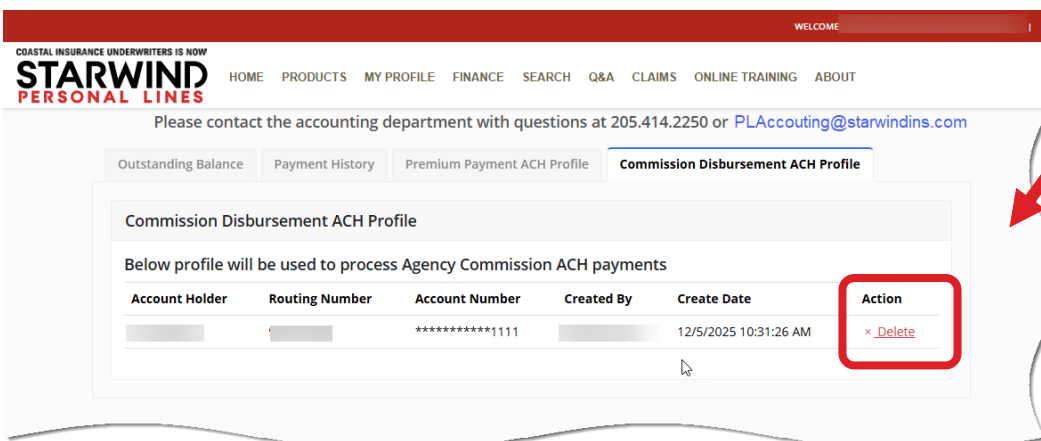 WELCOME |
COASTAL INSURANCE UNDERWRITERS IS NOW
STARWIND
PERSONAL LINES
HOME PRODUCTS MY PROFILE FINANCE SEARCH Q&A CLAIMS ONLINE TRAINING ABOUT
Please contact the accounting department with questions at 205.414.2250 or PLAccouting@starwindins.com
Outstanding Balance Payment History Premium Payment ACH Profile Commission Disbursement ACH Profile
Commission Disbursement ACH Profile
Below profile will be used to process Agency Commission ACH payments
Account Holder Routing Number Account Number Created By Create Date Action
***********1111 12/5/2025 10:31:26 AM × Delete